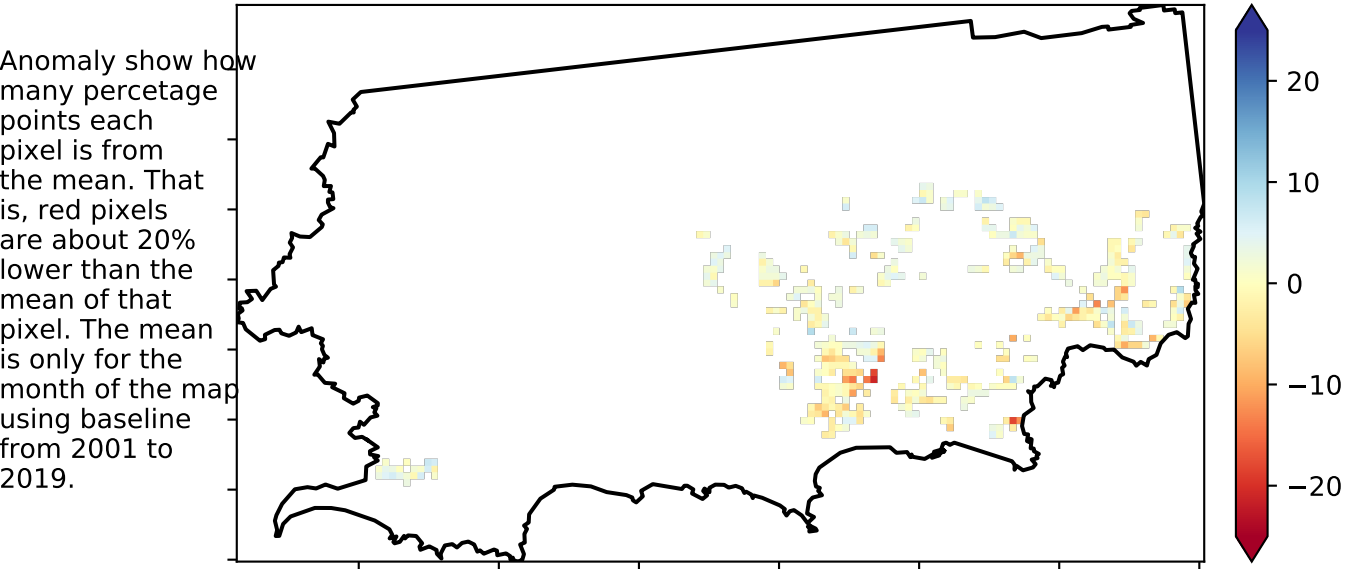 Anomaly show how
many percetage
points each
pixel is from
the mean. That
is, red pixels
are about 20%
lower than the
mean of that
pixel. The mean
is only for the
month of the map
using baseline
from 2001 to
2019.
20
10
0
−10
−20